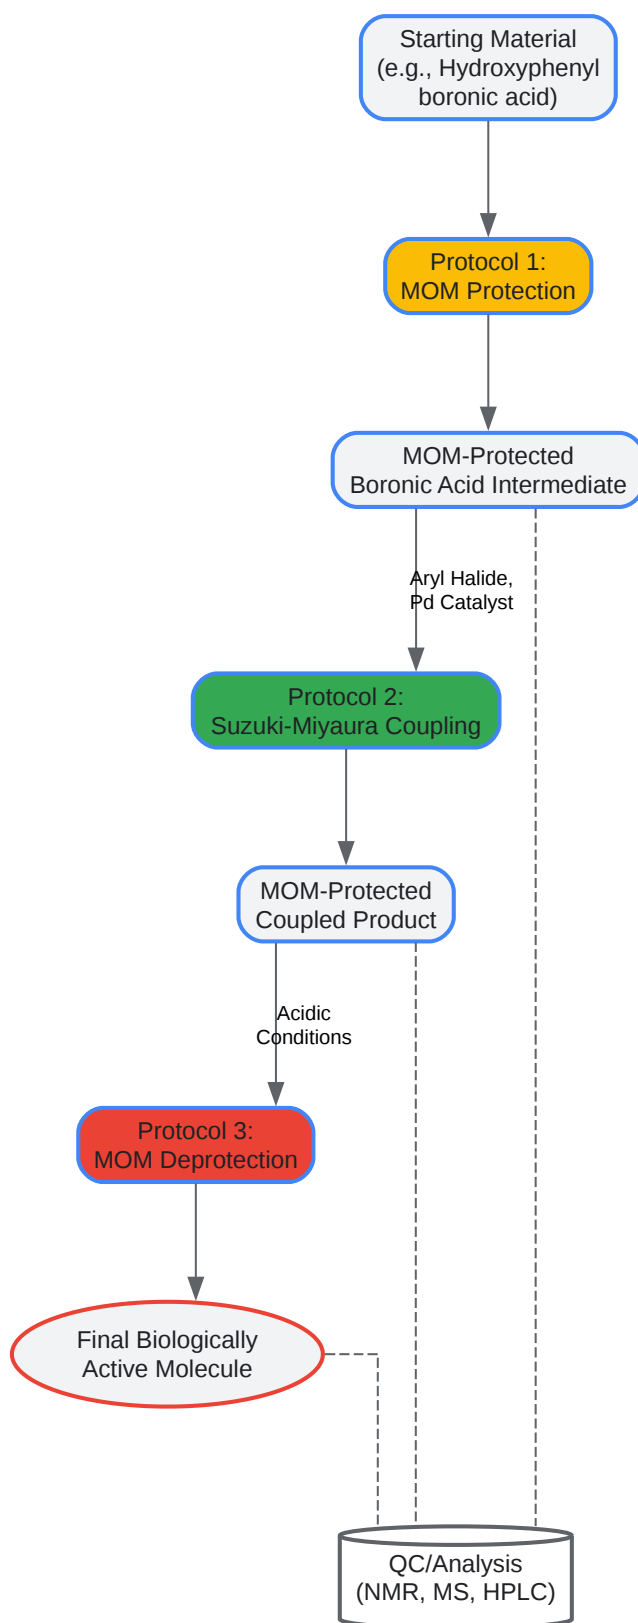 Starting Material
(e.g., Hydroxyphenyl
boronic acid)
Protocol 1:
MOM Protection
MOM-Protected
Boronic Acid Intermediate
Aryl Halide,
Pd Catalyst
Protocol 2:
Suzuki-Miyaura Coupling
MOM-Protected
Coupled Product
Acidic
Conditions
Protocol 3:
MOM Deprotection
Final Biologically
Active Molecule
QC/Analysis
(NMR, MS, HPLC)